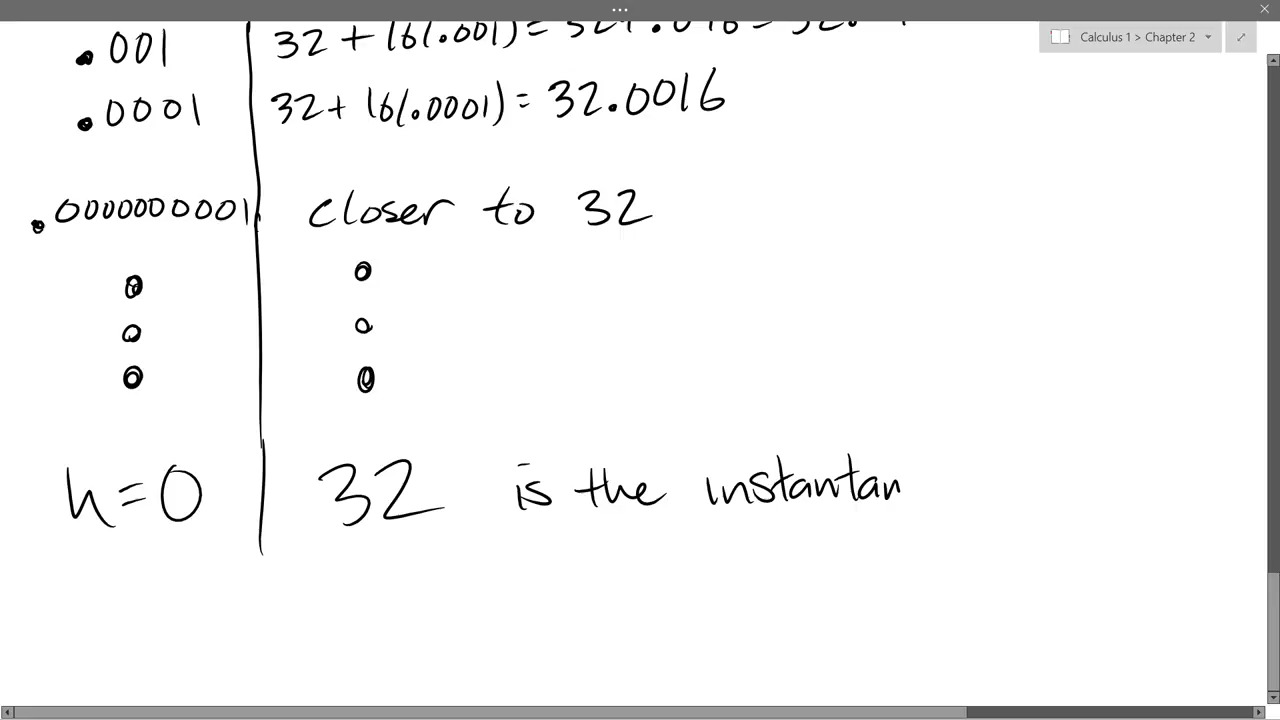 Calculus 1 > Chapter 2
.001 32 + 16(.001) =
.0001 32 + 16(.0001) = 32.0016
.0000000001 closer to 32
h = 0 32 is the instantan